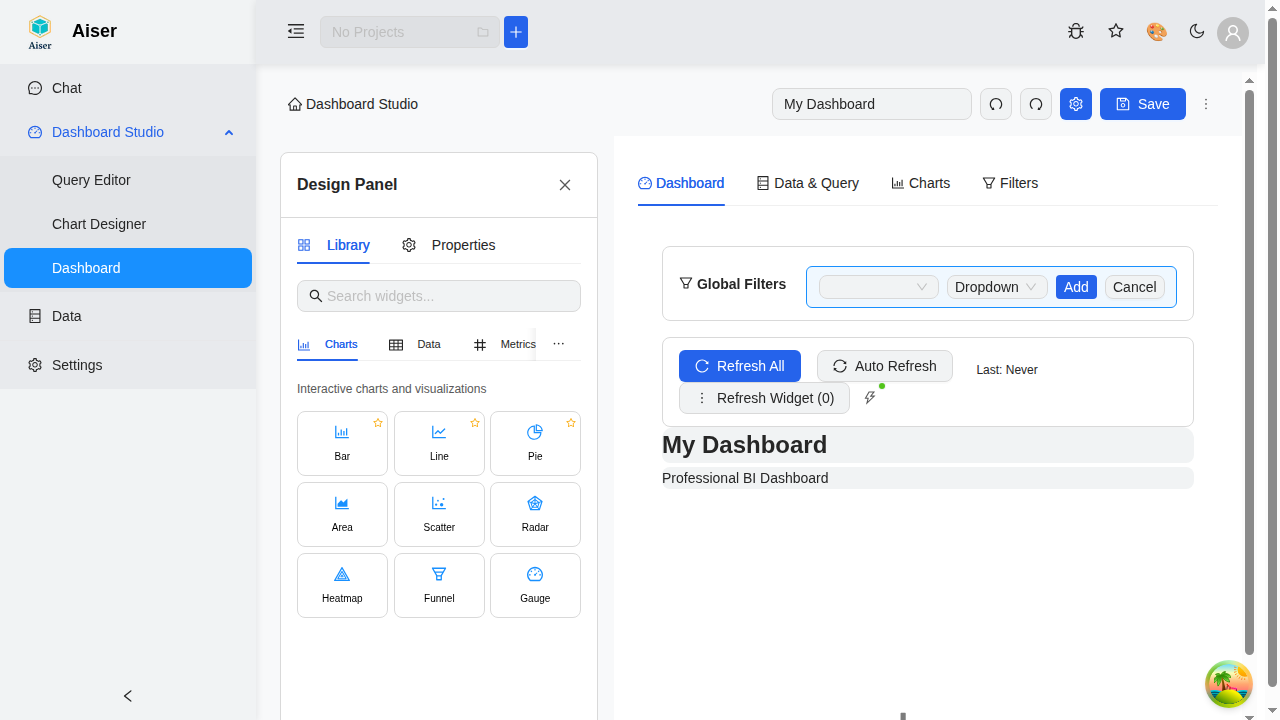 Aiser
Aiser
No Projects
Chat
Dashboard Studio
Query Editor
Chart Designer
Dashboard
Data
Settings
Dashboard Studio
My Dashboard
Save
Design Panel
Library
Properties
Search widgets...
Charts
Data
Metrics
Interactive charts and visualizations
Bar
Line
Pie
Area
Scatter
Radar
Heatmap
Funnel
Gauge
Dashboard
Data & Query
Charts
Filters
Global Filters
Dropdown
Add
Cancel
Refresh All
Auto Refresh
Last: Never
Refresh Widget (0)
My Dashboard
Professional BI Dashboard